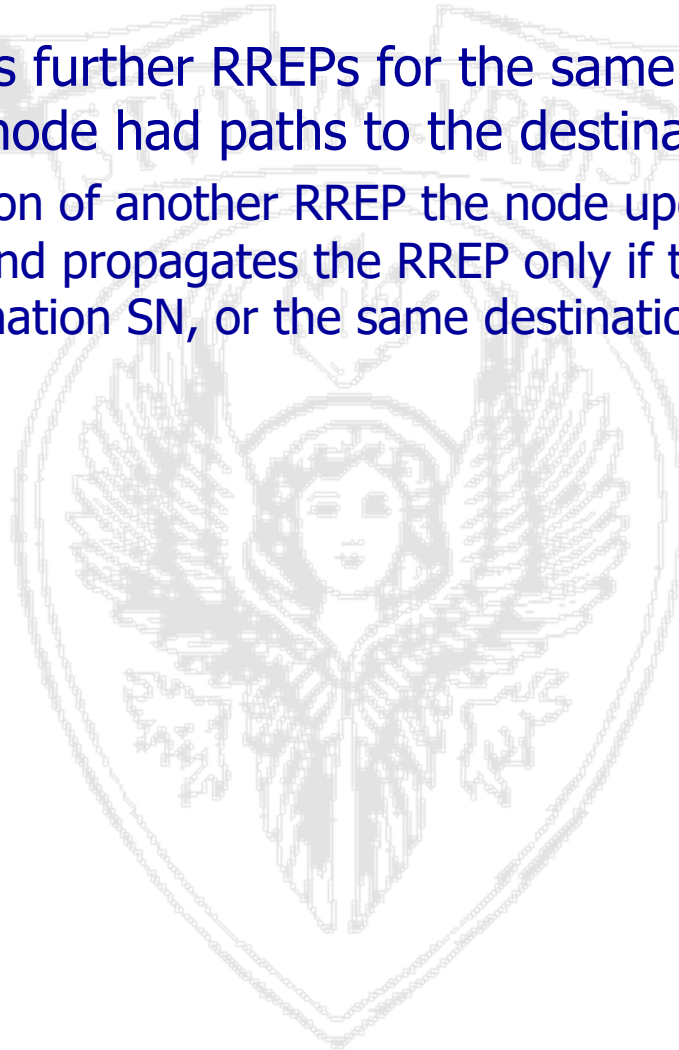 s further RREPs for the same
node had paths to the destina
on of another RREP the node up
nd propagates the RREP only if t
nation SN, or the same destinatio